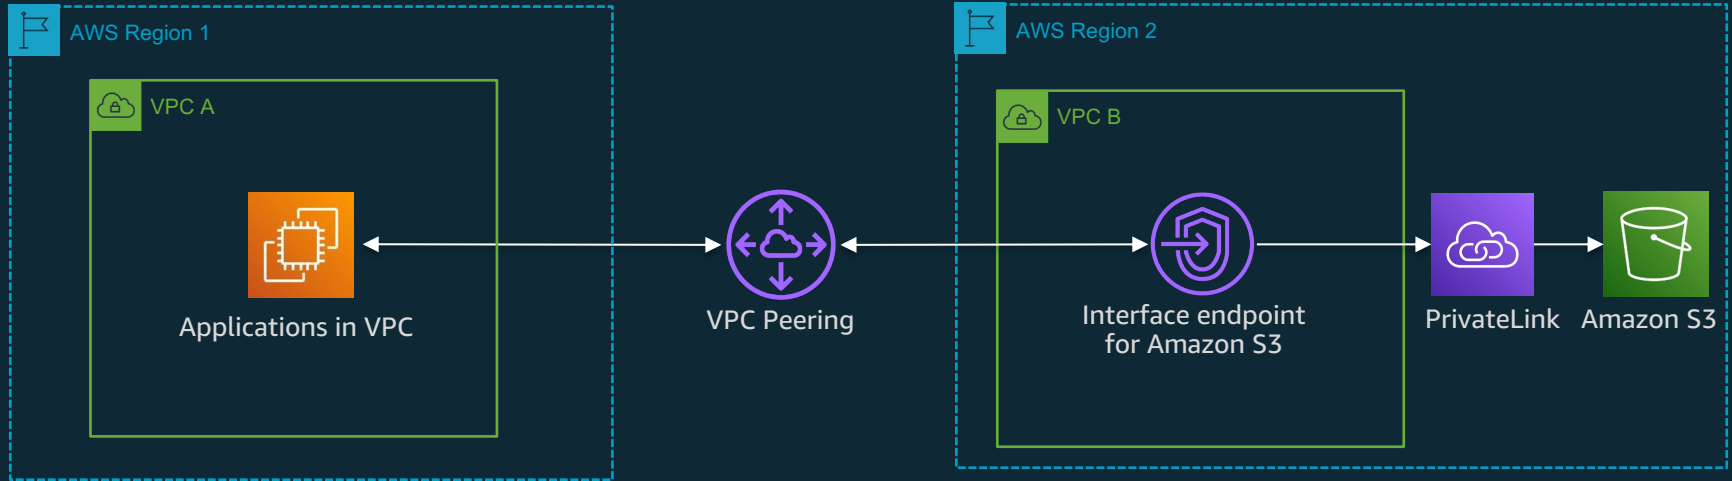 AWS Region 1
AWS Region 2
VPC A
VPC B
Applications in VPC
VPC Peering
Interface endpoint
for Amazon S3
PrivateLink
Amazon S3